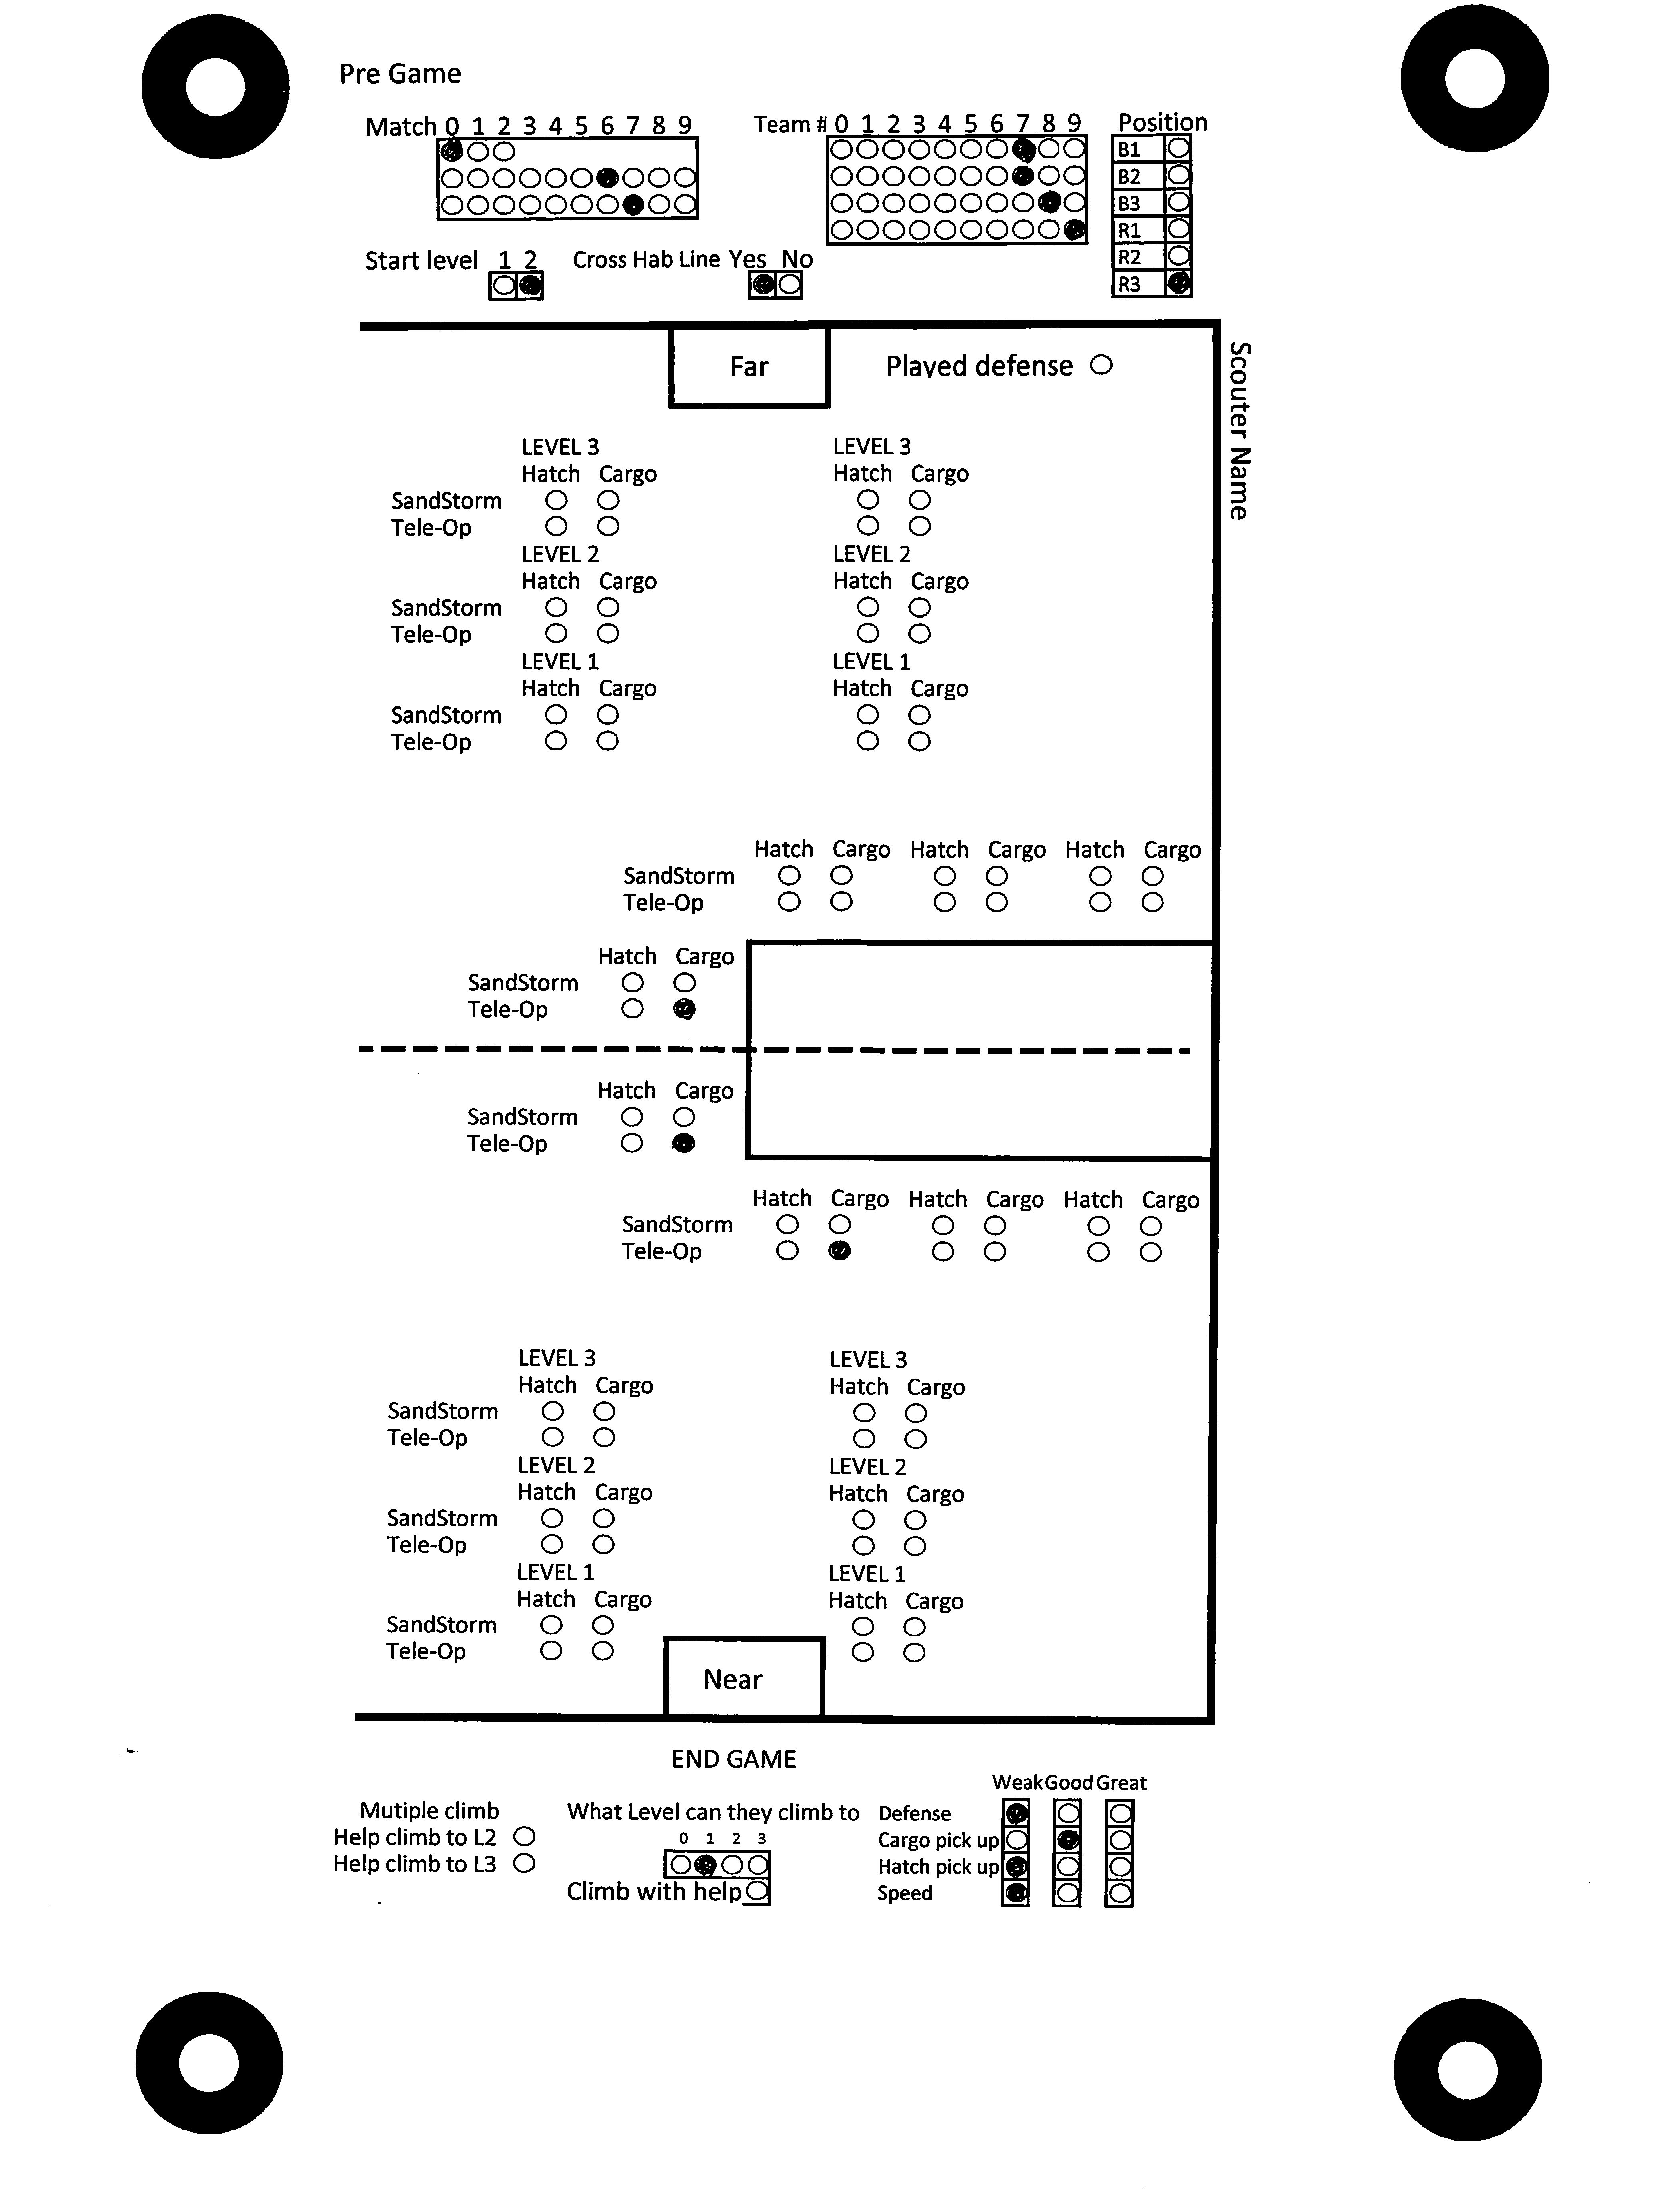 Pre Game
Match 0 1 2 3 4 5 6 7 8 9
Team # 0 1 2 3 4 5 6 7 8 9
Position
B1
B2
B3
R1
R2
R3
Start level 1 2
Cross Hab Line Yes No
Far
Played defense
Scouter Name
LEVEL 3 LEVEL 3
Hatch Cargo Hatch Cargo
SandStorm
Tele-Op
LEVEL 2 LEVEL 2
Hatch Cargo Hatch Cargo
SandStorm
Tele-Op
LEVEL 1 LEVEL 1
Hatch Cargo Hatch Cargo
SandStorm
Tele-Op
Hatch Cargo Hatch Cargo Hatch Cargo
SandStorm
Tele-Op
Hatch Cargo
SandStorm
Tele-Op
Hatch Cargo
SandStorm
Tele-Op
Hatch Cargo Hatch Cargo Hatch Cargo
SandStorm
Tele-Op
LEVEL 3 LEVEL 3
Hatch Cargo Hatch Cargo
SandStorm
Tele-Op
LEVEL 2 LEVEL 2
Hatch Cargo Hatch Cargo
SandStorm
Tele-Op
LEVEL 1 LEVEL 1
Hatch Cargo Hatch Cargo
SandStorm
Tele-Op
Near
END GAME
Mutiple climb
Help climb to L2
Help climb to L3
What Level can they climb to
0 1 2 3
Climb with help
Weak Good Great
Defense
Cargo pick up
Hatch pick up
Speed